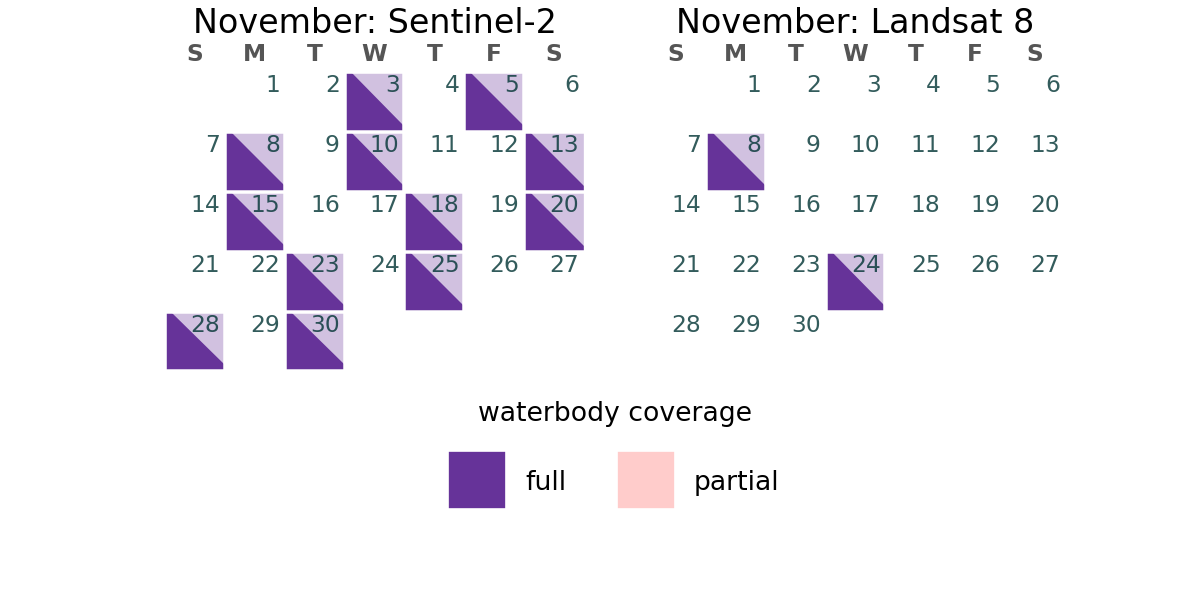 November: Sentinel-2
S M T W T F S
1 2 3 4 5 6
7 8 9 10 11 12 13
14 15 16 17 18 19 20
21 22 23 24 25 26 27
28 29 30
November: Landsat 8
S M T W T F S
1 2 3 4 5 6
7 8 9 10 11 12 13
14 15 16 17 18 19 20
21 22 23 24 25 26 27
28 29 30
waterbody coverage
full
partial